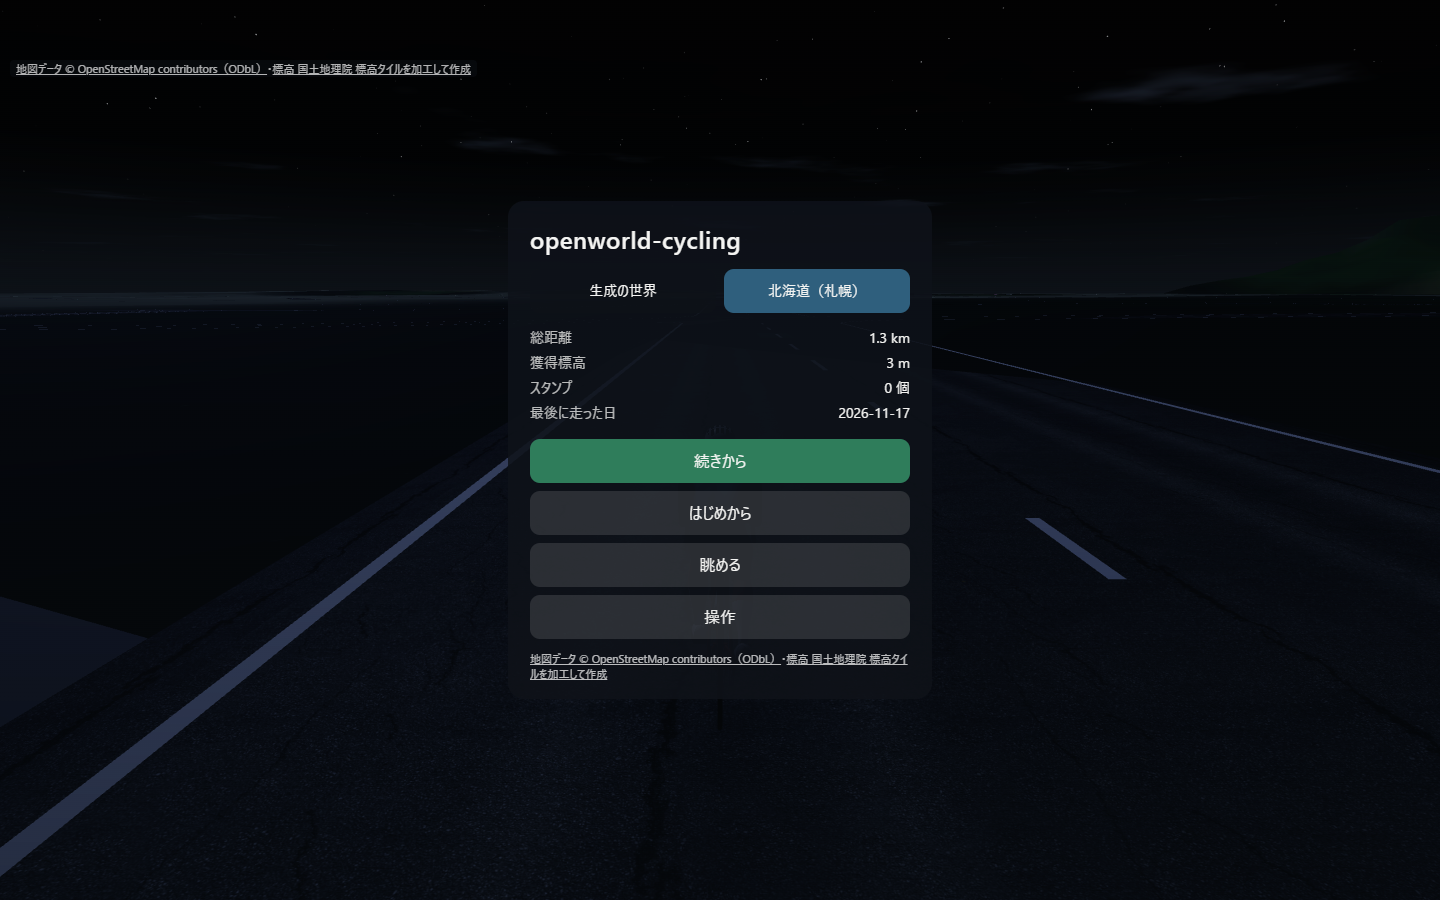 地図データ © OpenStreetMap contributors（ODbL）・標高 国土地理院 標高タイルを加工して作成
openworld-cycling
生成の世界 北海道（札幌）
総距離 1.3 km
獲得標高 3 m
スタンプ 0 個
最後に走った日 2026-11-17
続きから
はじめから
眺める
操作
地図データ © OpenStreetMap contributors（ODbL）・標高 国土地理院 標高タイ
ルを加工して作成